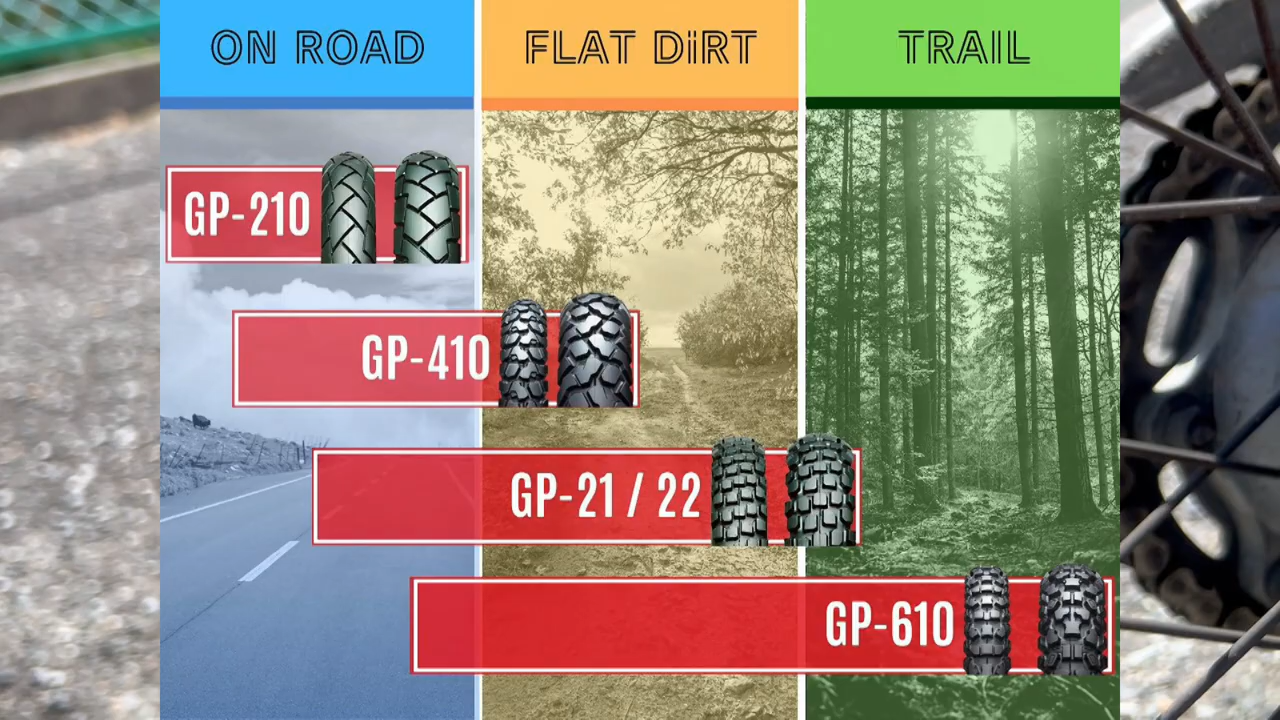 ON ROAD
FLAT DiRT
TRAIL
GP-210
GP-410
GP-21 / 22
GP-610